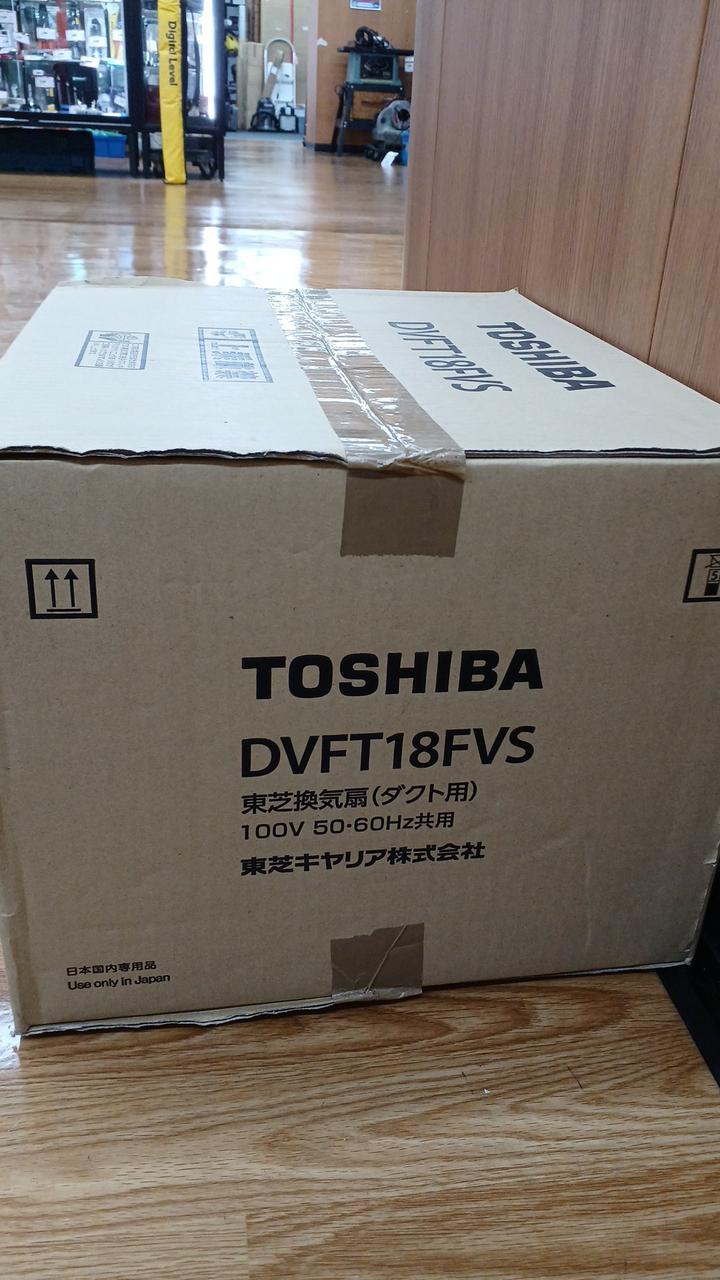 Digital Level
TOSHIBA
DVFT18FVS
TOSHIBA
DVFT18FVS
東芝換気扇(ダクト用)
100V 50・60Hz共用
東芝キヤリア株式会社
日本国内専用品
Use only in Japan